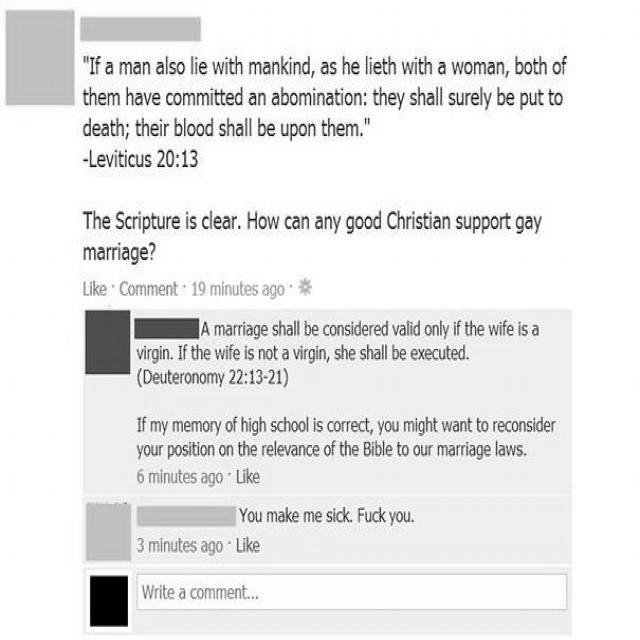 "If a man also lie with mankind, as he lieth with a woman, both of
them have committed an abomination: they shall surely be put to
death; their blood shall be upon them."
-Leviticus 20:13
The Scripture is clear. How can any good Christian support gay
marriage?
Like · Comment · 19 minutes ago ·
A marriage shall be considered valid only if the wife is a
virgin. If the wife is not a virgin, she shall be executed.
(Deuteronomy 22:13-21)
If my memory of high school is correct, you might want to reconsider
your position on the relevance of the Bible to our marriage laws.
6 minutes ago · Like
You make me sick. Fuck you.
3 minutes ago · Like
Write a comment...